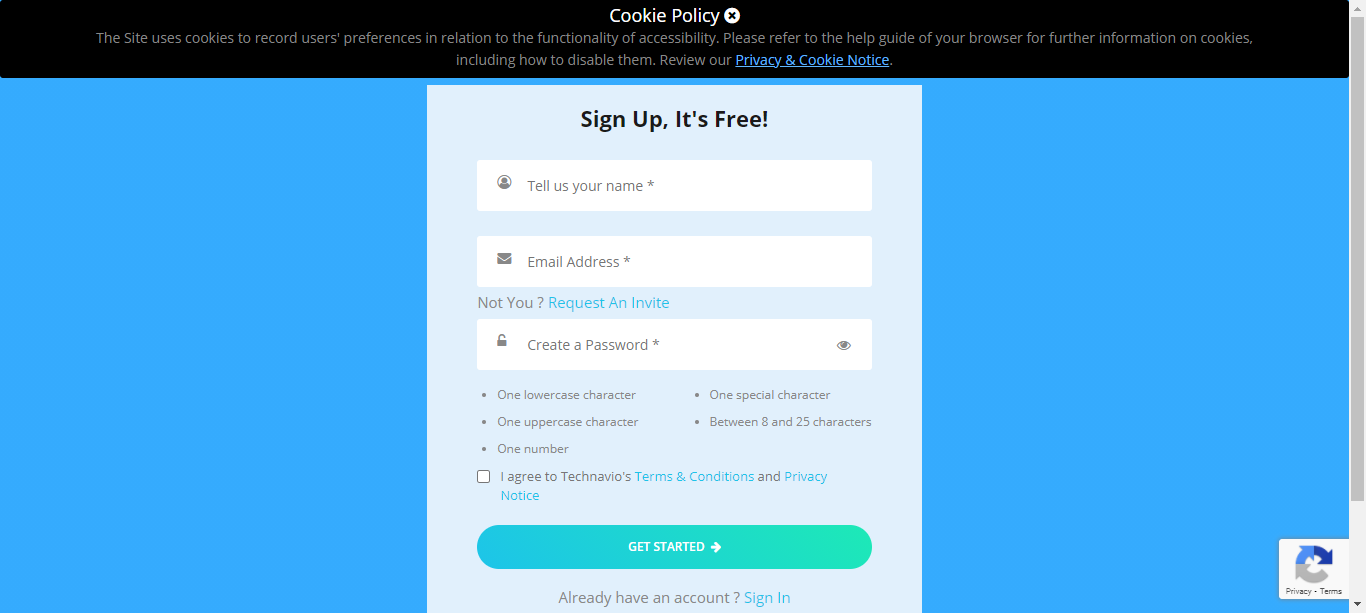 Cookie Policy
The Site uses cookies to record users' preferences in relation to the functionality of accessibility. Please refer to the help guide of your browser for further information on cookies,
including how to disable them. Review our Privacy & Cookie Notice.
Sign Up, It's Free!
Tell us your name *
Email Address *
Not You ? Request An Invite
Create a Password *
One lowercase character
One special character
One uppercase character
Between 8 and 25 characters
One number
I agree to Technavio's Terms & Conditions and Privacy
Notice
GET STARTED
Already have an account ? Sign In
Privacy - Terms